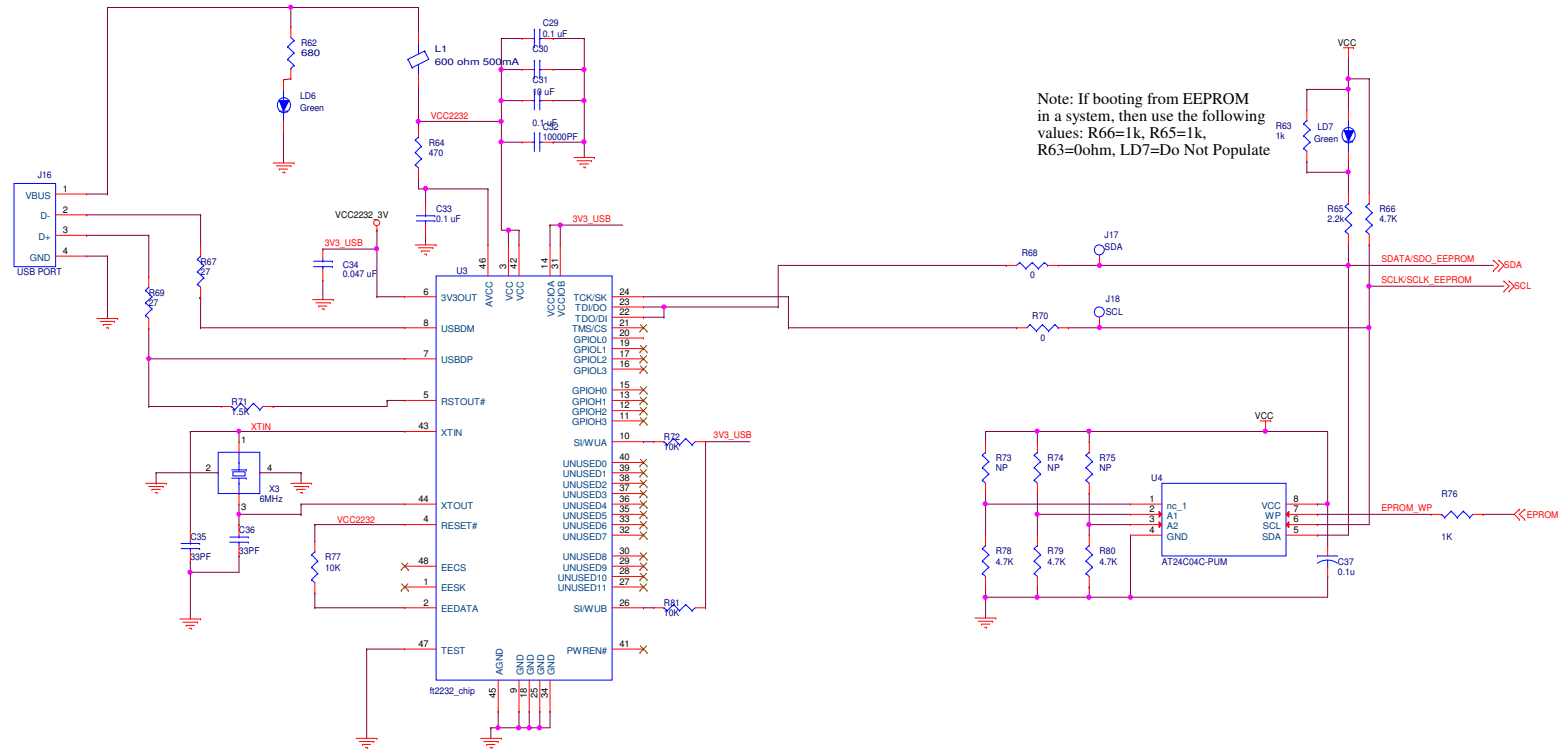 R62
680
LD6
Green
L1
600 ohm 500mA
C29
0.1 uF
C30
C31
10 uF
0.1 uF
C32
10000PF
VCC2232
R64
470
C33
0.1 uF
Note: If booting from EEPROM
in a system, then use the following
values: R66=1k, R65=1k,
R63=0ohm, LD7=Do Not Populate
VCC
R63
1k
LD7
Green
R65
2.2k
R66
4.7K
J16
VBUS 1
D- 2
D+ 3
GND 4
USB PORT
R67
27
R69
27
VCC2232_3V
3V3_USB
C34
0.047 uF
3V3_USB
U3
46 AVCC
3 VCC
42 VCC
14 VCCIOA
31 VCCIOB
6 3V3OUT
8 USBDM
7 USBDP
5 RSTOUT#
43 XTIN
44 XTOUT
4 RESET#
48 EECS
1 EESK
2 EEDATA
47 TEST
TCK/SK 24
TDI/DO 23
TDO/DI 22
TMS/CS 21
GPIOL0 20
GPIOL1 19
GPIOL2 17
GPIOL3 16
GPIOH0 15
GPIOH1 13
GPIOH2 12
GPIOH3 11
SI/WUA 10
UNUSED0 40
UNUSED1 39
UNUSED2 38
UNUSED3 37
UNUSED4 36
UNUSED5 35
UNUSED6 33
UNUSED7 32
UNUSED8 30
UNUSED9 29
UNUSED10 28
UNUSED11 27
SI/WUB 26
PWREN# 41
AGND 45
GND 9
GND 18
GND 25
GND 34
ft2232_chip
R71
1.5K
XTIN
1
2
4
3
X3
6MHz
C35
33PF
C36
33PF
VCC2232
R77
10K
R72
10K
3V3_USB
R81
10K
R68
0
J17
SDA
R70
0
J18
SCL
SDATA/SDO_EEPROM
SDA
SCLK/SCLK_EEPROM
SCL
VCC
R73
NP
R74
NP
R75
NP
R78
4.7K
R79
4.7K
R80
4.7K
U4
1 nc_1
2 A1
3 A2
4 GND
VCC 8
WP 7
SCL 6
SDA 5
AT24C04C-PUM
C37
0.1u
EPROM_WP
R76
1K
EPROM